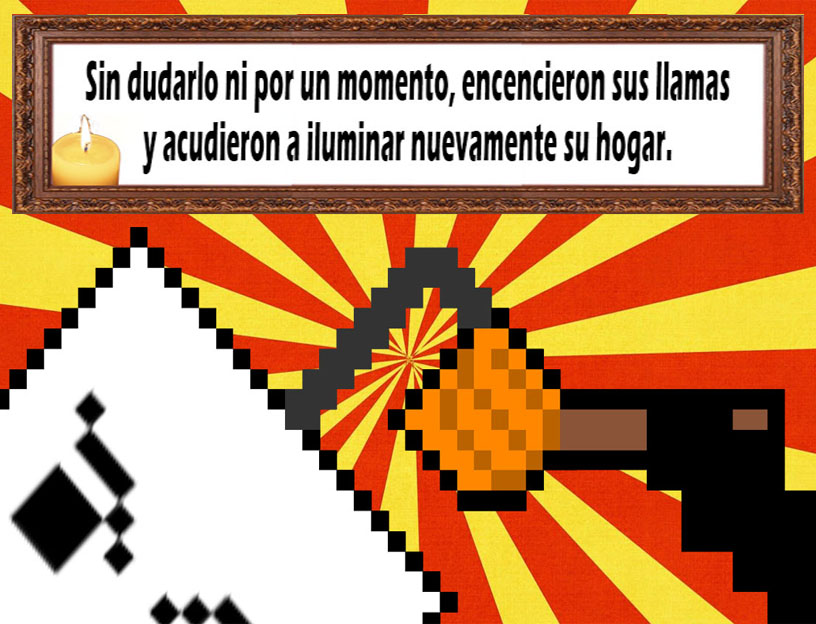 Sin dudarlo ni por un momento, encencieron sus llamas
y acudieron a iluminar nuevamente su hogar.